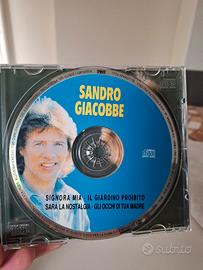 SANDRO
GIACOBBE
SIGNORA MIA - IL GIARDINO PROIBITO
SARÀ LA NOSTALGIA - GLI OCCHI DI TUA MADRE
subito